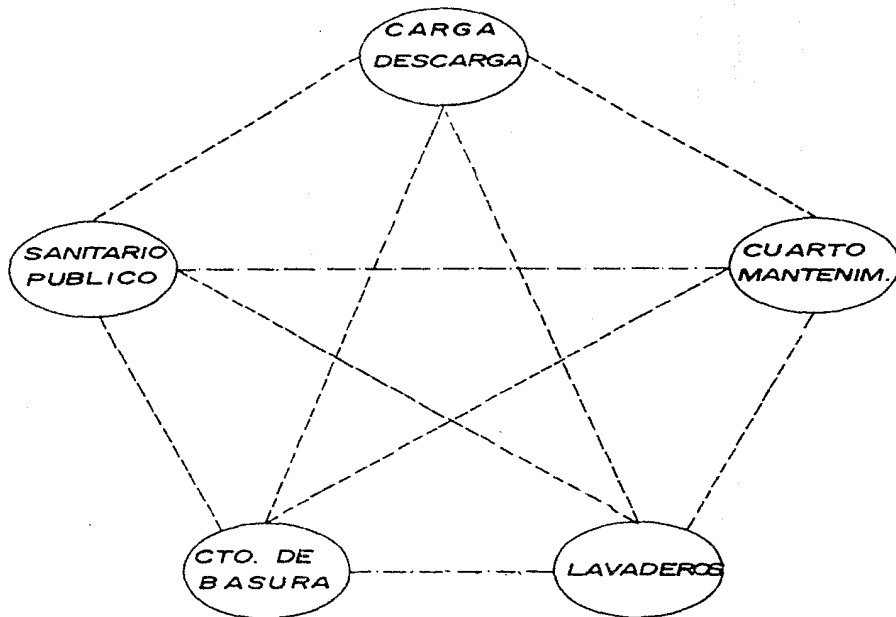 CARGA
DESCARGA
SANITARIO
PUBLICO
CUARTO
MANTENIM.
CTO. DE
BASURA
LAVADEROS